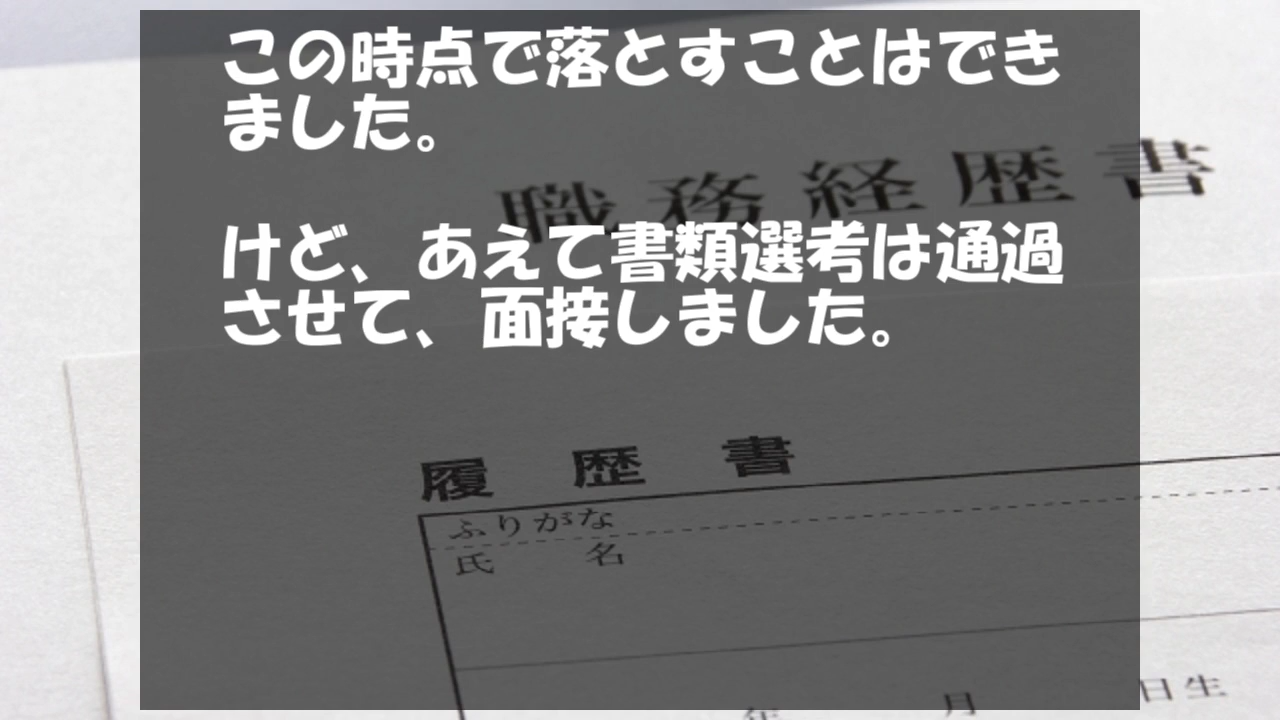 この時点で落とすことはでき
ました。
けど、あえて書類選考は通過
させて、面接しました。
職務経歴書
履歴書
ふりがな
氏名
年 月 日生